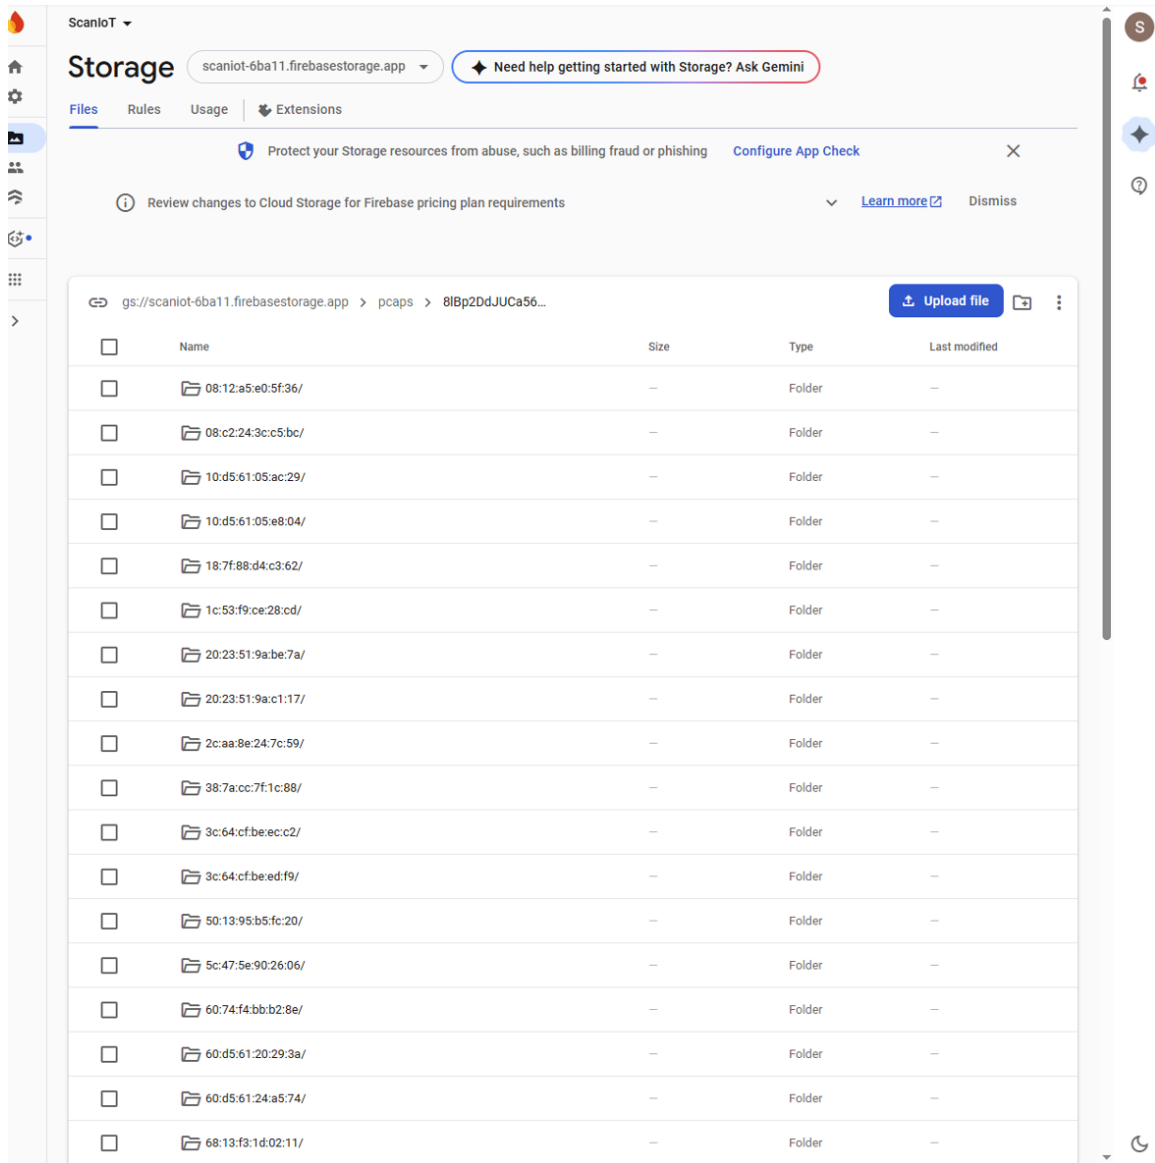 ScanIoT
S
Storage scaniot-6ba11.firebasestorage.app Need help getting started with Storage? Ask Gemini
Files Rules Usage Extensions
Protect your Storage resources from abuse, such as billing fraud or phishing Configure App Check
Review changes to Cloud Storage for Firebase pricing plan requirements Learn more Dismiss
gs://scaniot-6ba11.firebasestorage.app > pcaps > 8lBp2DdJUCa56... Upload file
Name Size Type Last modified
08:12:a5:e0:5f:36/ — Folder —
08:c2:24:3c:c5:bc/ — Folder —
10:d5:61:05:ac:29/ — Folder —
10:d5:61:05:e8:04/ — Folder —
18:7f:88:d4:c3:62/ — Folder —
1c:53:f9:ce:28:cd/ — Folder —
20:23:51:9a:be:7a/ — Folder —
20:23:51:9a:c1:17/ — Folder —
2c:aa:8e:24:7c:59/ — Folder —
38:7a:cc:7f:1c:88/ — Folder —
3c:64:cf:be:ec:c2/ — Folder —
3c:64:cf:be:ed:f9/ — Folder —
50:13:95:b5:fc:20/ — Folder —
5c:47:5e:90:26:06/ — Folder —
60:74:f4:bb:b2:8e/ — Folder —
60:d5:61:20:29:3a/ — Folder —
60:d5:61:24:a5:74/ — Folder —
68:13:f3:1d:02:11/ — Folder —